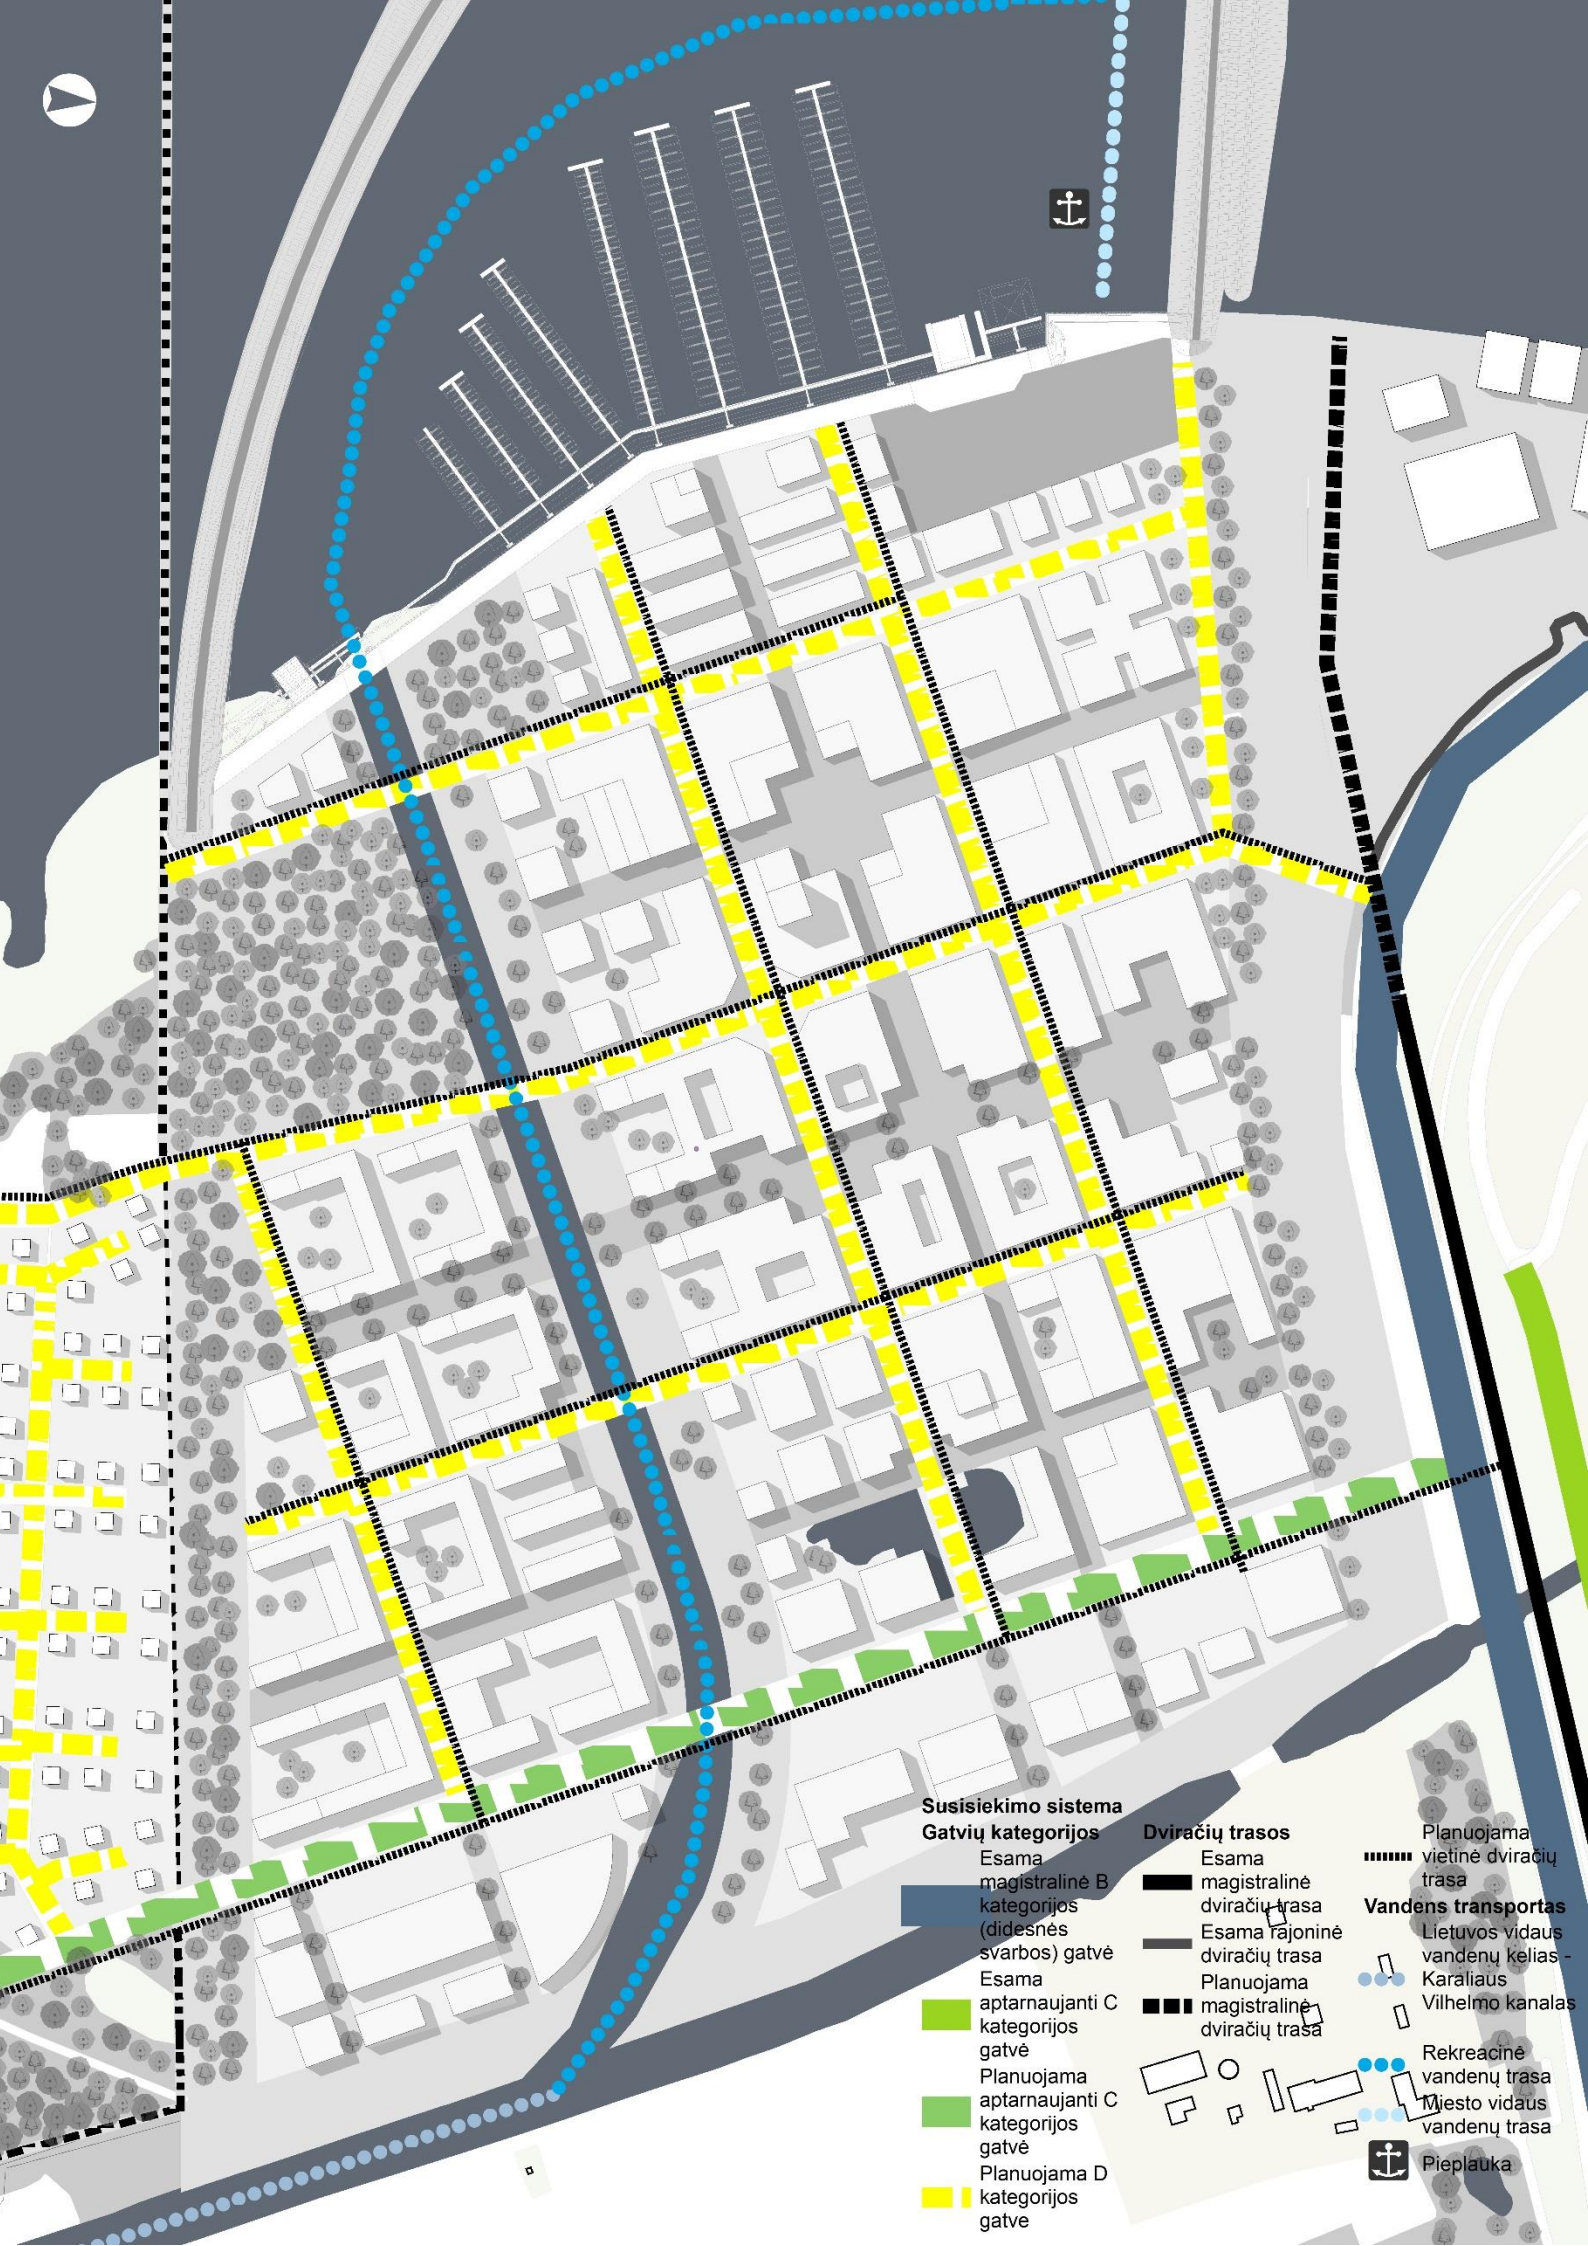 Susisiekimo sistema
Gatvių kategorijos
Esama
magistralinė B
kategorijos
(didesnės
svarbos) gatvė
Esama
aptarnaujanti C
kategorijos
gatvė
Planuojama
aptarnaujanti C
kategorijos
gatvė
Planuojama D
kategorijos
gatve
Dviračių trasos
Esama
magistralinė
dviračių trasa
Esama rajoninė
dviračių trasa
Planuojama
magistralinė
dviračių trasa
Planuojama
vietinė dviračių
trasa
Vandens transportas
Lietuvos vidaus
vandenų kelias -
Karaliaus
Vilhelmo kanalas
Rekreacinė
vandenų trasa
Miesto vidaus
vandenų trasa
Pieplauka